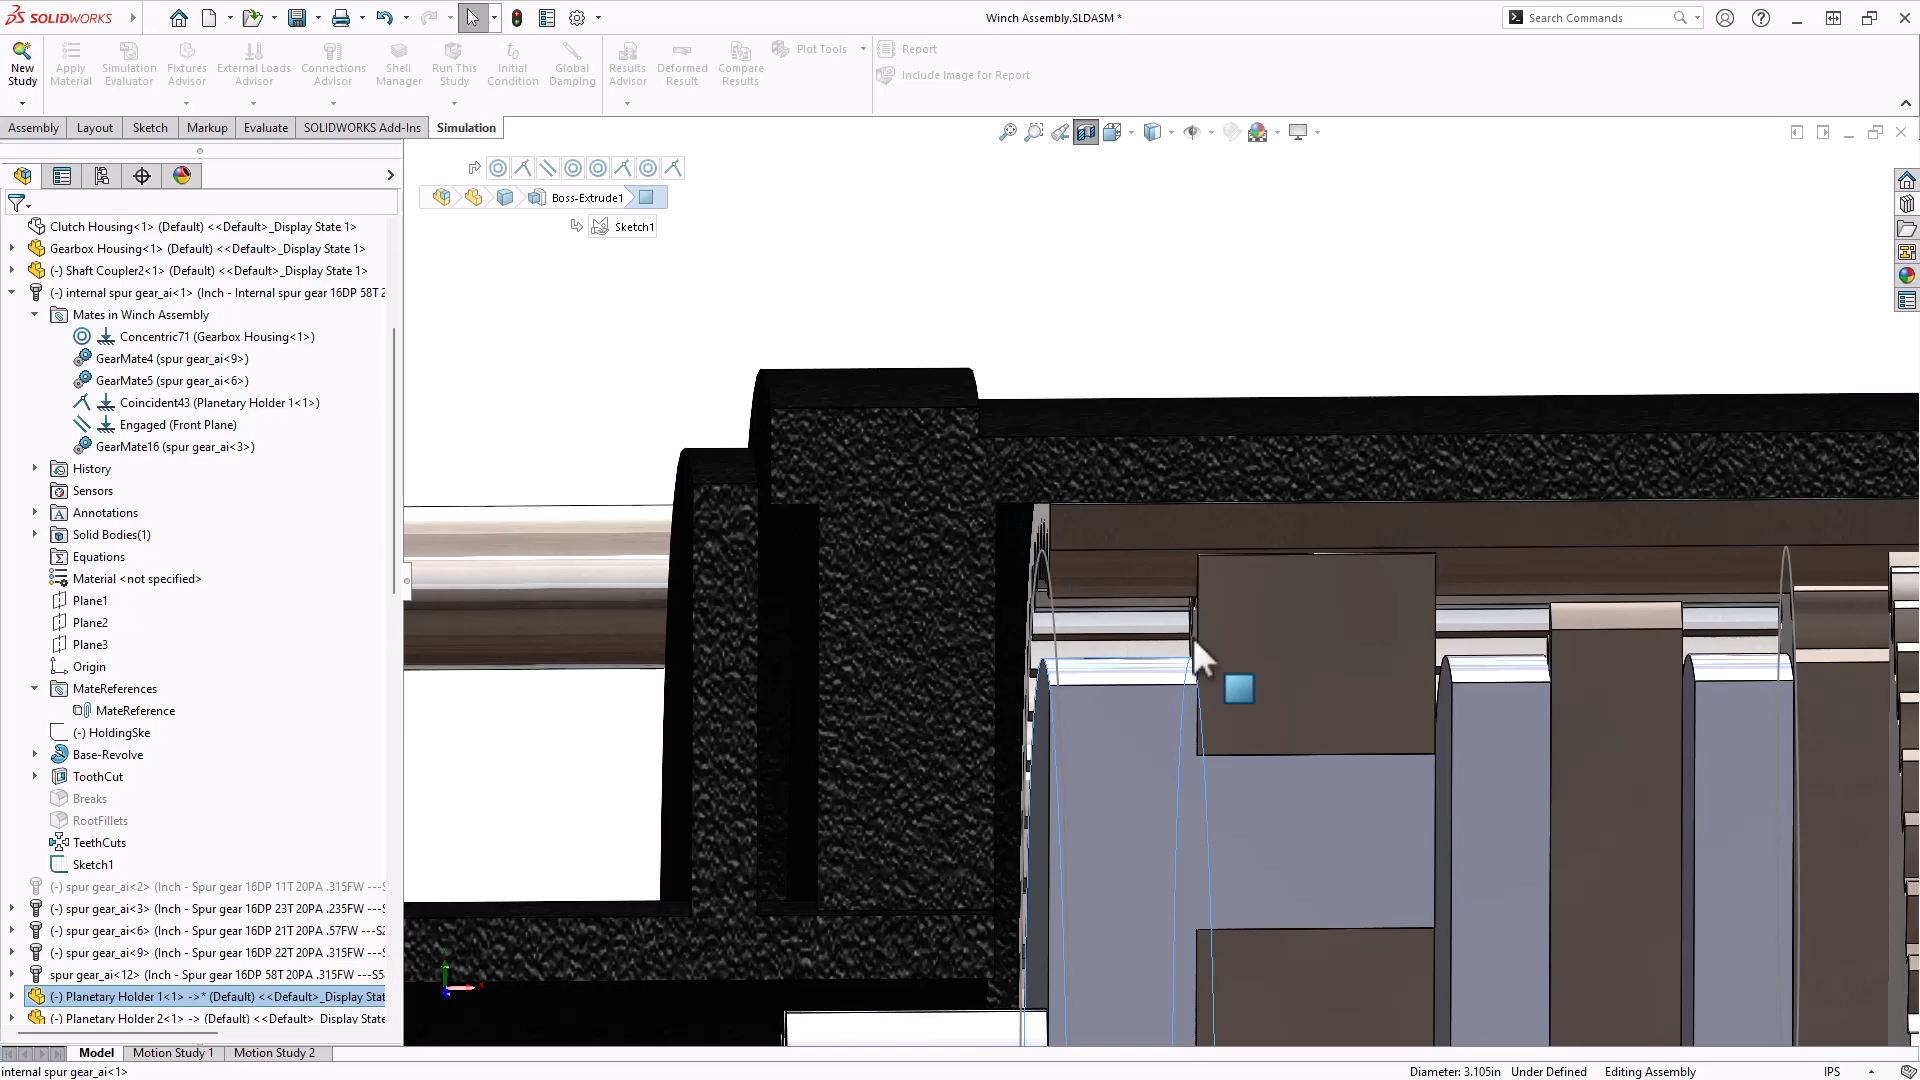 SOLIDWORKS
Winch Assembly.SLDASM *
Search Commands
New Study
Apply Material
Simulation Evaluator
Fixtures Advisor
External Loads Advisor
Connections Advisor
Shell Manager
Run This Study
Initial Condition
Global Damping
Results Advisor
Deformed Result
Compare Results
Plot Tools
Report
Include Image for Report
Assembly
Layout
Sketch
Markup
Evaluate
SOLIDWORKS Add-Ins
Simulation
Boss-Extrude1
Sketch1
Clutch Housing<1> (Default) <<Default>_Display State 1>
Gearbox Housing<1> (Default) <<Default>_Display State 1>
(-) Shaft Coupler2<1> (Default) <<Default>_Display State 1>
(-) internal spur gear_ai<1> (Inch - Internal spur gear 16DP 58T 2
Mates in Winch Assembly
Concentric71 (Gearbox Housing<1>)
GearMate4 (spur gear_ai<9>)
GearMate5 (spur gear_ai<6>)
Coincident43 (Planetary Holder 1<1>)
Engaged (Front Plane)
GearMate16 (spur gear_ai<3>)
History
Sensors
Annotations
Solid Bodies(1)
Equations
Material <not specified>
Plane1
Plane2
Plane3
Origin
MateReferences
MateReference
(-) HoldingSke
Base-Revolve
ToothCut
Breaks
RootFillets
TeethCuts
Sketch1
(-) spur gear_ai<2> (Inch - Spur gear 16DP 11T 20PA .315FW ---S
(-) spur gear_ai<3> (Inch - Spur gear 16DP 23T 20PA .235FW ---S
(-) spur gear_ai<6> (Inch - Spur gear 16DP 21T 20PA .57FW ---S2
(-) spur gear_ai<9> (Inch - Spur gear 16DP 22T 20PA .315FW ---S
spur gear_ai<12> (Inch - Spur gear 16DP 58T 20PA .315FW ---S5
(-) Planetary Holder 1<1> ->* (Default) <<Default>_Display Stat
(-) Planetary Holder 2<1> -> (Default) <<Default>_Display State
Model
Motion Study 1
Motion Study 2
internal spur gear_ai<1>
Diameter: 3.105in
Under Defined
Editing Assembly
IPS